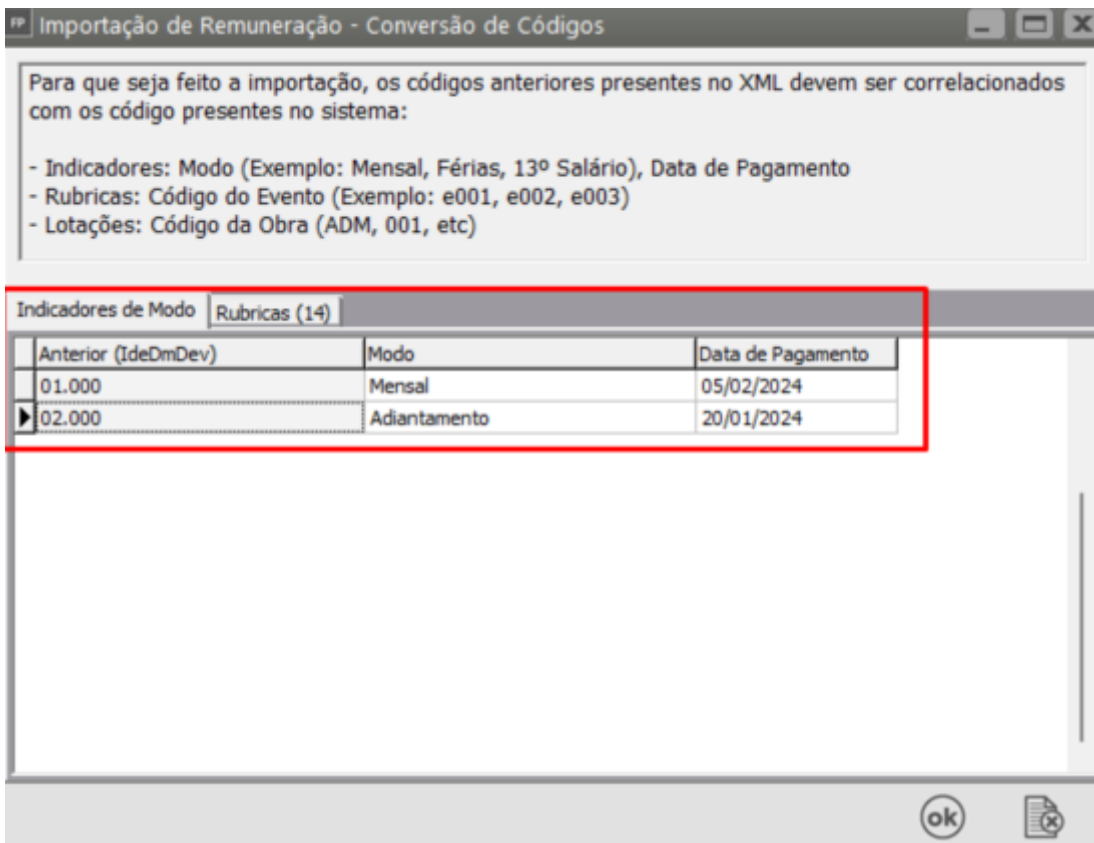 FP Importação de Remuneração - Conversão de Códigos
Para que seja feito a importação, os códigos anteriores presentes no XML devem ser correlacionados
com os código presentes no sistema:
- Indicadores: Modo (Exemplo: Mensal, Férias, 13º Salário), Data de Pagamento
- Rubricas: Código do Evento (Exemplo: e001, e002, e003)
- Lotações: Código da Obra (ADM, 001, etc)
Indicadores de Modo Rubricas (14)
Anterior (IdeDmDev) Modo Data de Pagamento
01.000 Mensal 05/02/2024
02.000 Adiantamento 20/01/2024
ok